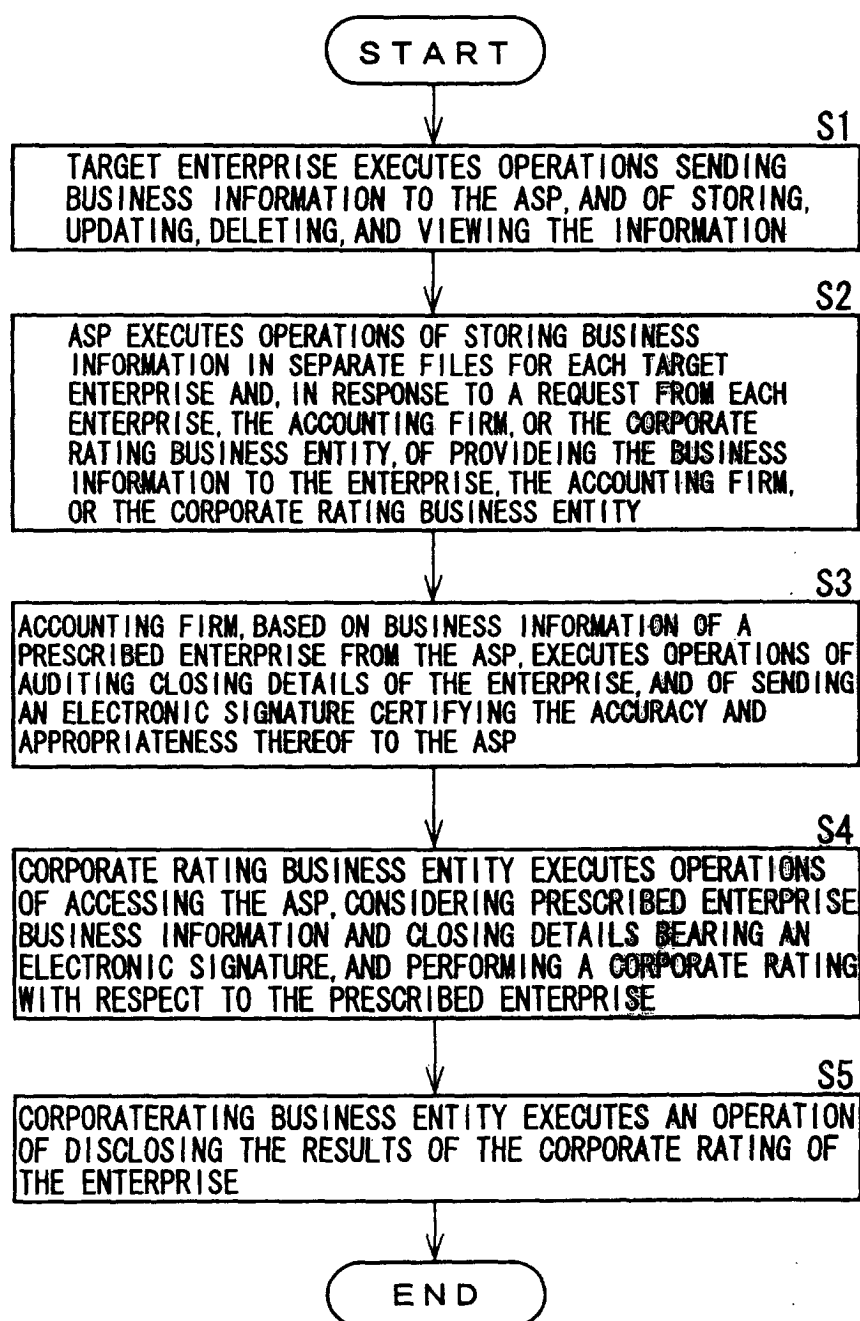 START
S1
TARGET ENTERPRISE EXECUTES OPERATIONS SENDING
BUSINESS INFORMATION TO THE ASP, AND OF STORING,
UPDATING, DELETING, AND VIEWING THE INFORMATION
S2
ASP EXECUTES OPERATIONS OF STORING BUSINESS
INFORMATION IN SEPARATE FILES FOR EACH TARGET
ENTERPRISE AND, IN RESPONSE TO A REQUEST FROM EACH
ENTERPRISE, THE ACCOUNTING FIRM, OR THE CORPORATE
RATING BUSINESS ENTITY, OF PROVIDEING THE BUSINESS
INFORMATION TO THE ENTERPRISE, THE ACCOUNTING FIRM,
OR THE CORPORATE RATING BUSINESS ENTITY
S3
ACCOUNTING FIRM, BASED ON BUSINESS INFORMATION OF A
PRESCRIBED ENTERPRISE FROM THE ASP, EXECUTES OPERATIONS OF
AUDITING CLOSING DETAILS OF THE ENTERPRISE, AND OF SENDING
AN ELECTRONIC SIGNATURE CERTIFYING THE ACCURACY AND
APPROPRIATENESS THEREOF TO THE ASP
S4
CORPORATE RATING BUSINESS ENTITY EXECUTES OPERATIONS
OF ACCESSING THE ASP, CONSIDERING PRESCRIBED ENTERPRISE
BUSINESS INFORMATION AND CLOSING DETAILS BEARING AN
ELECTRONIC SIGNATURE, AND PERFORMING A CORPORATE RATING
WITH RESPECT TO THE PRESCRIBED ENTERPRISE
S5
CORPORATERATING BUSINESS ENTITY EXECUTES AN OPERATION
OF DISCLOSING THE RESULTS OF THE CORPORATE RATING OF
THE ENTERPRISE
END